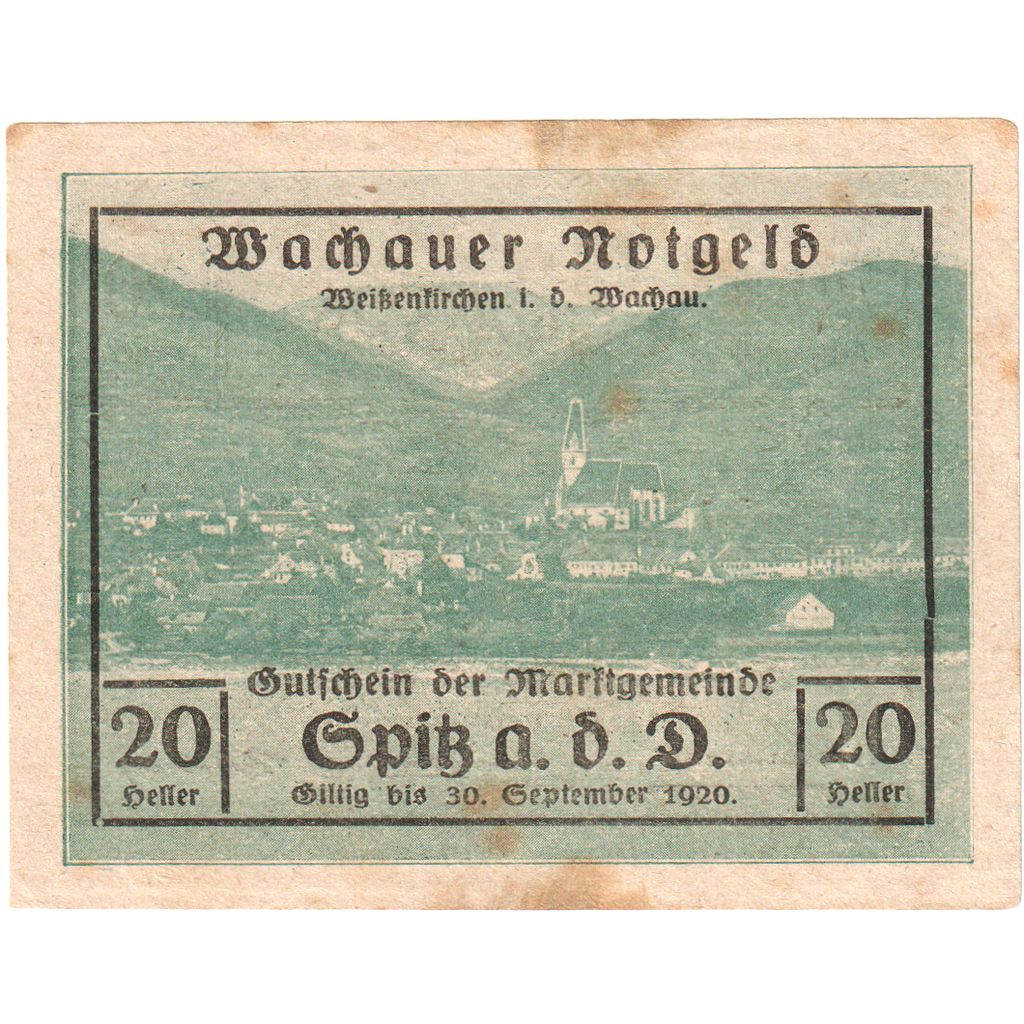 Wachauer Notgeld
Weißenkirchen i. d. Wachau.
Gutschein der Marktgemeinde
Spitz a. d. D.
Giltig bis 30. September 1920.
20
Heller
20
Heller